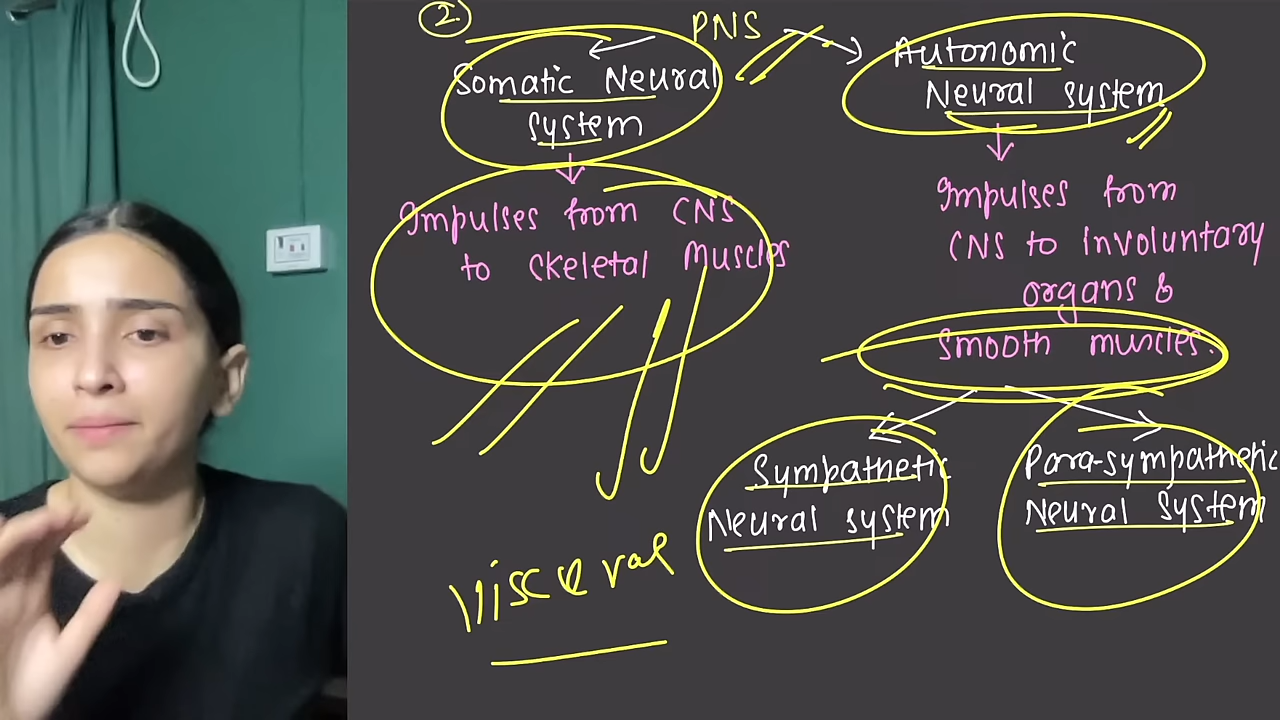 2.
PNS
Somatic Neural
System
Impulses from CNS
to Skeletal Muscles
Autonomic
Neural system
Impulses from
CNS to involuntary
organs &
Smooth muscles.
Sympathetic
Neural system
Para-sympathetic
Neural System
Visceral